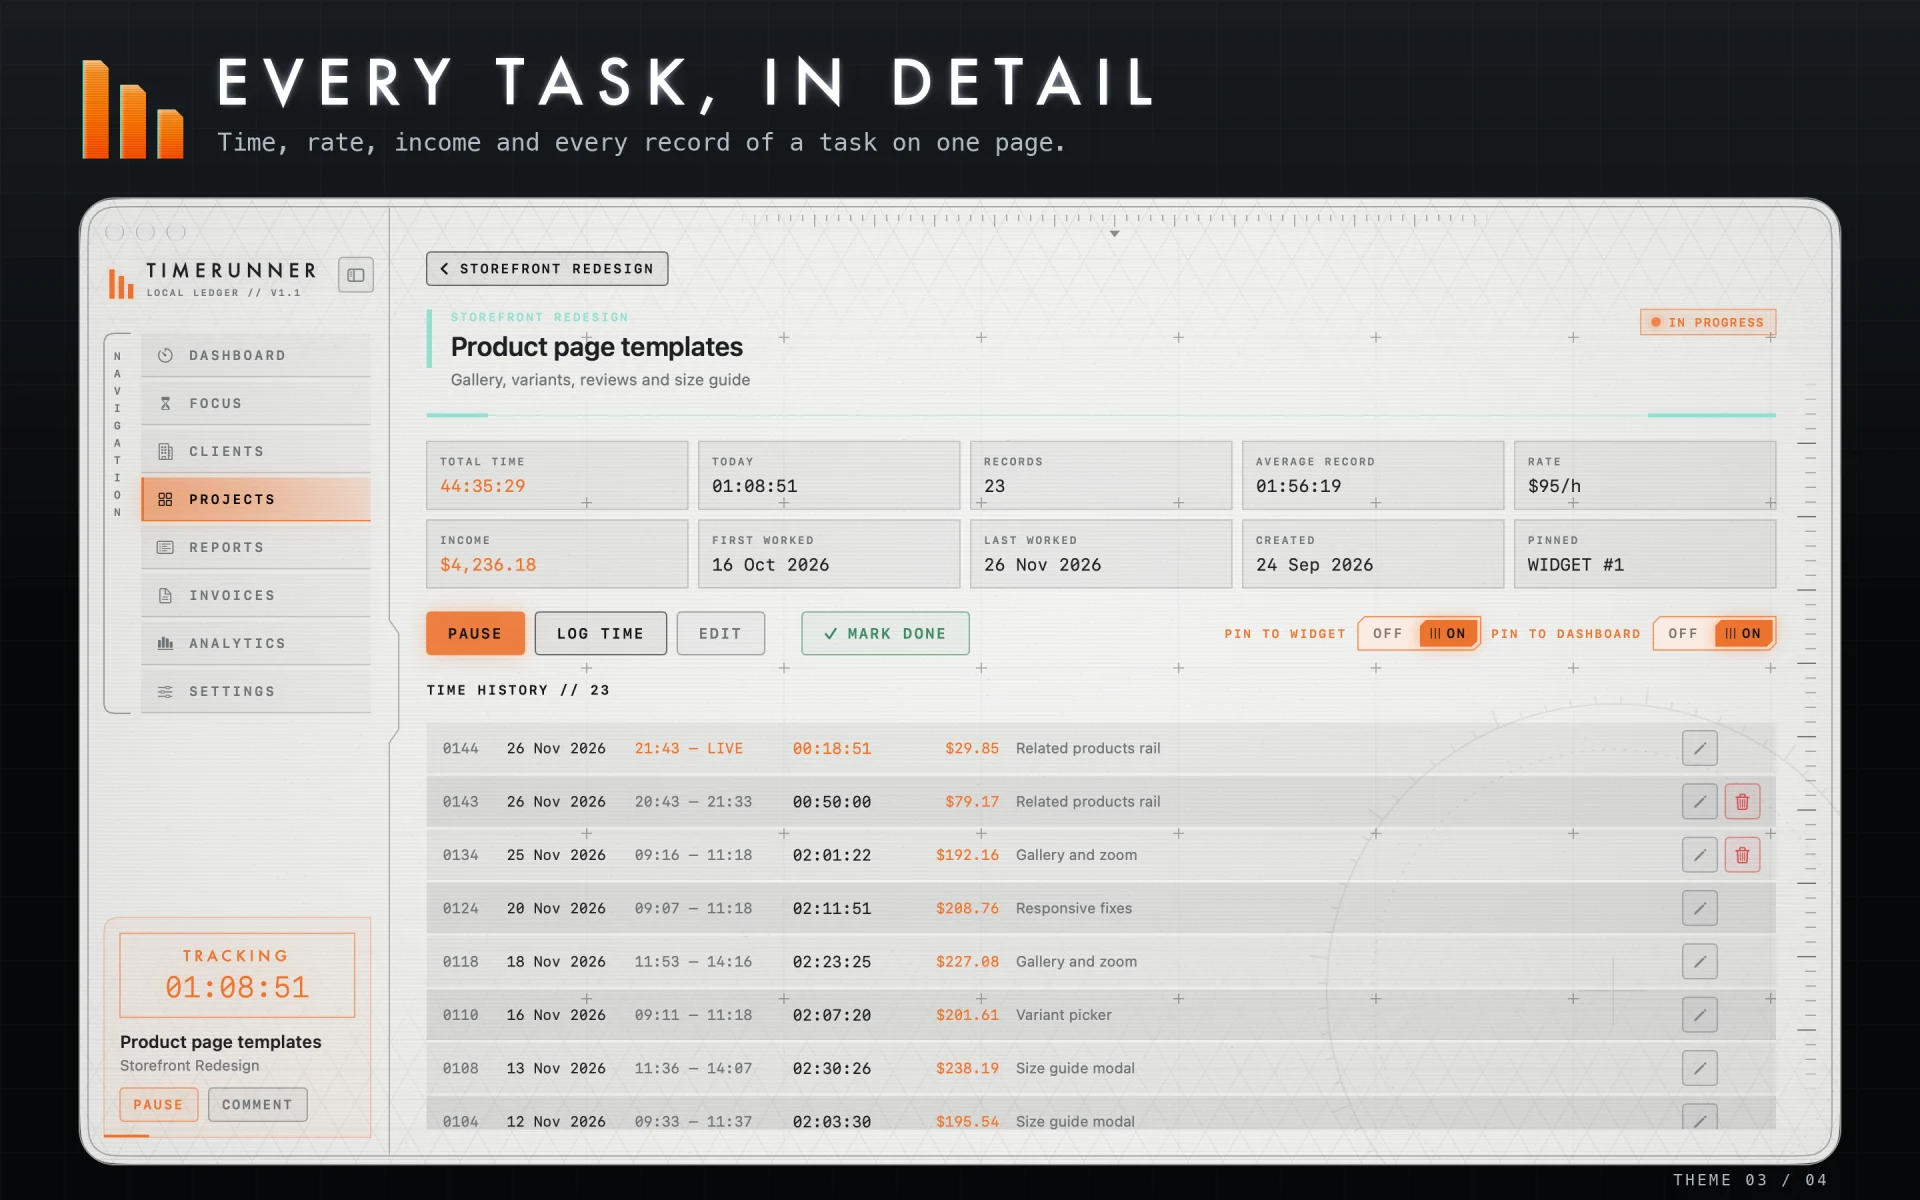 EVERY TASK, IN DETAIL
Time, rate, income and every record of a task on one page.
TIMERUNNER
LOCAL LEDGER // V1.1
NAVIGATION
DASHBOARD
FOCUS
CLIENTS
PROJECTS
REPORTS
INVOICES
ANALYTICS
SETTINGS
TRACKING
01:08:51
Product page templates
Storefront Redesign
PAUSE COMMENT
STOREFRONT REDESIGN
STOREFRONT REDESIGN
Product page templates
Gallery, variants, reviews and size guide
IN PROGRESS
TOTAL TIME TODAY RECORDS AVERAGE RECORD RATE
44:35:29 01:08:51 23 01:56:19 $95/h
INCOME FIRST WORKED LAST WORKED CREATED PINNED
$4,236.18 16 Oct 2026 26 Nov 2026 24 Sep 2026 WIDGET #1
PAUSE LOG TIME EDIT MARK DONE PIN TO WIDGET OFF ON PIN TO DASHBOARD OFF ON
TIME HISTORY // 23
0144 26 Nov 2026 21:43 — LIVE 00:18:51 $29.85 Related products rail
0143 26 Nov 2026 20:43 — 21:33 00:50:00 $79.17 Related products rail
0134 25 Nov 2026 09:16 — 11:18 02:01:22 $192.16 Gallery and zoom
0124 20 Nov 2026 09:07 — 11:18 02:11:51 $208.76 Responsive fixes
0118 18 Nov 2026 11:53 — 14:16 02:23:25 $227.08 Gallery and zoom
0110 16 Nov 2026 09:11 — 11:18 02:07:20 $201.61 Variant picker
0108 13 Nov 2026 11:36 — 14:07 02:30:26 $238.19 Size guide modal
0104 12 Nov 2026 09:33 — 11:37 02:03:30 $195.54 Size guide modal
THEME 03 / 04